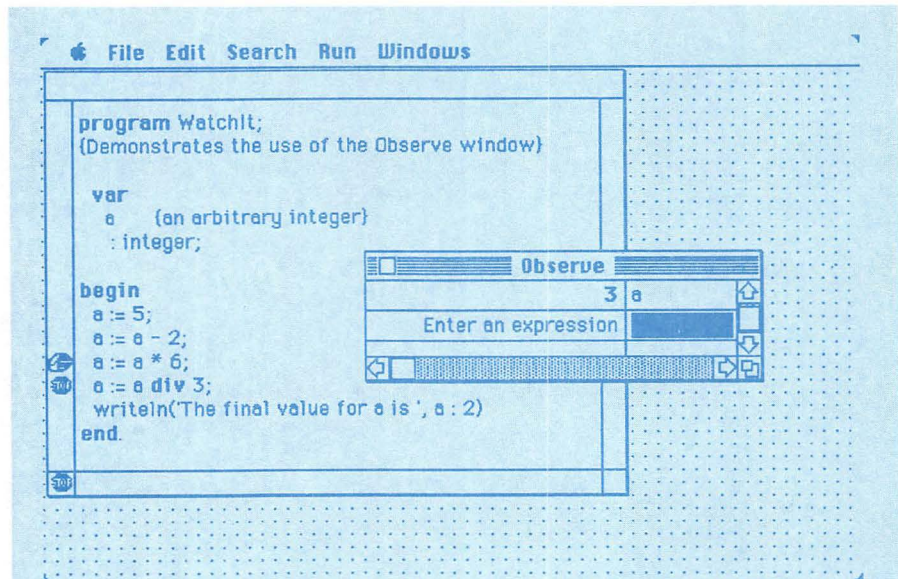 File Edit Search Run Windows
program WatchIt;
{Demonstrates the use of the Observe window}
var
a {an arbitrary integer}
: integer;
begin
a := 5;
a := a - 2;
a := a * 6;
a := a div 3;
writeln('The final value for a is ', a : 2)
end.
Observe
3 a
Enter an expression